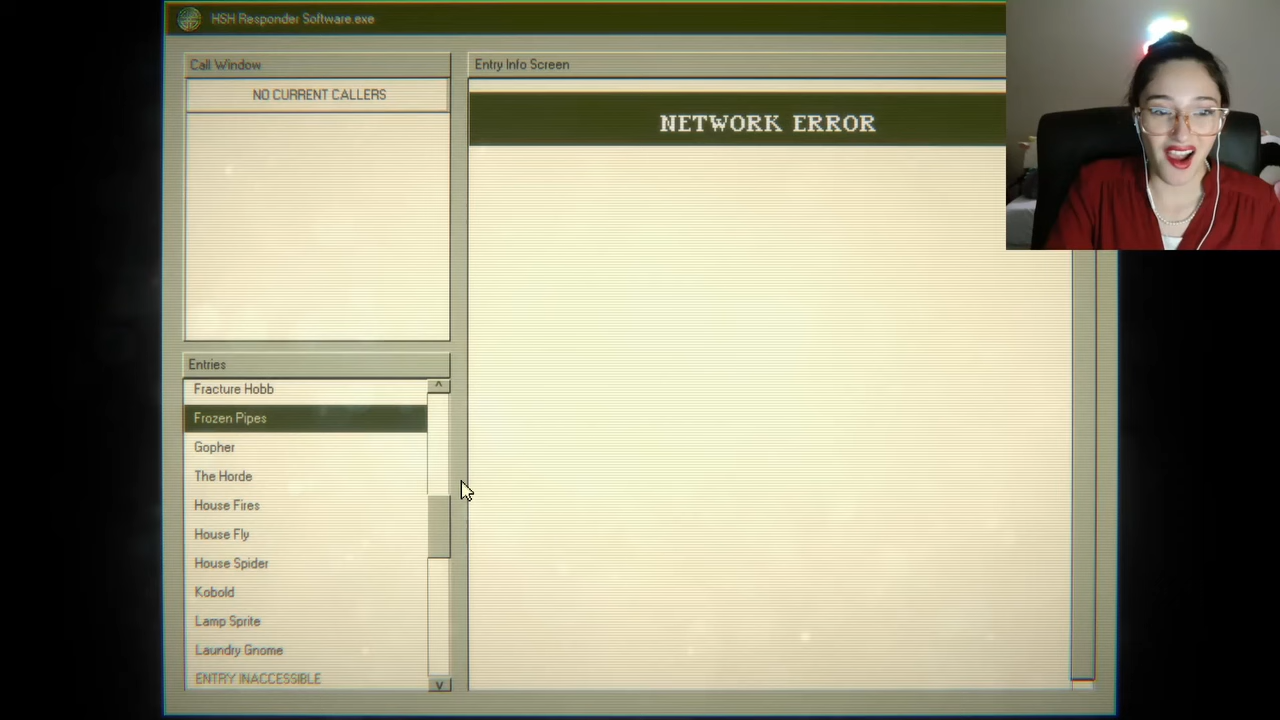 HSH Responder Software.exe
Call Window
NO CURRENT CALLERS
Entry Info Screen
NETWORK ERROR
Entries
Fracture Hobb
Frozen Pipes
Gopher
The Horde
House Fires
House Fly
House Spider
Kobold
Lamp Sprite
Laundry Gnome
ENTRY INACCESSIBLE